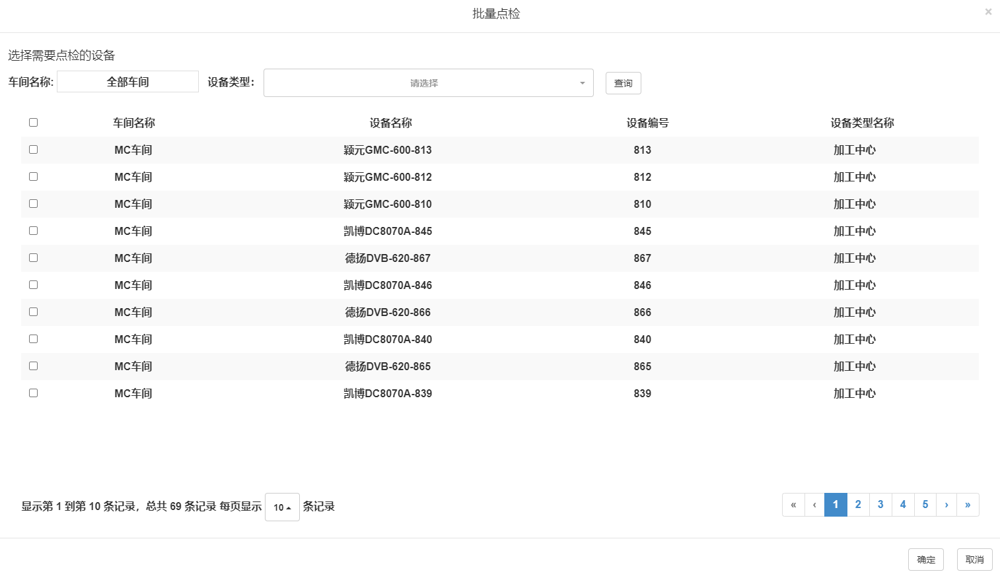 批量点检 ×
选择需要点检的设备
车间名称: 全部车间 设备类型: 请选择 查询
车间名称 设备名称 设备编号 设备类型名称
MC车间 颖元GMC-600-813 813 加工中心
MC车间 颖元GMC-600-812 812 加工中心
MC车间 颖元GMC-600-810 810 加工中心
MC车间 凯博DC8070A-845 845 加工中心
MC车间 德扬DVB-620-867 867 加工中心
MC车间 凯博DC8070A-846 846 加工中心
MC车间 德扬DVB-620-866 866 加工中心
MC车间 凯博DC8070A-840 840 加工中心
MC车间 德扬DVB-620-865 865 加工中心
MC车间 凯博DC8070A-839 839 加工中心
显示第 1 到第 10 条记录，总共 69 条记录 每页显示 10 条记录 « ‹ 1 2 3 4 5 › »
确定 取消